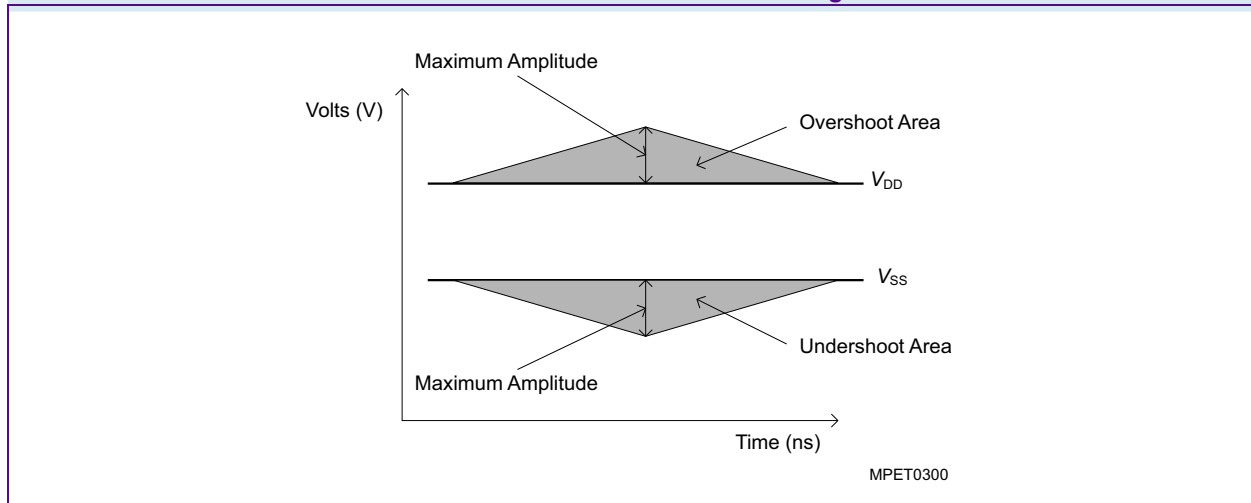 Maximum Amplitude
Volts (V)
Overshoot Area
VDD
VSS
Undershoot Area
Maximum Amplitude
Time (ns)
MPET0300